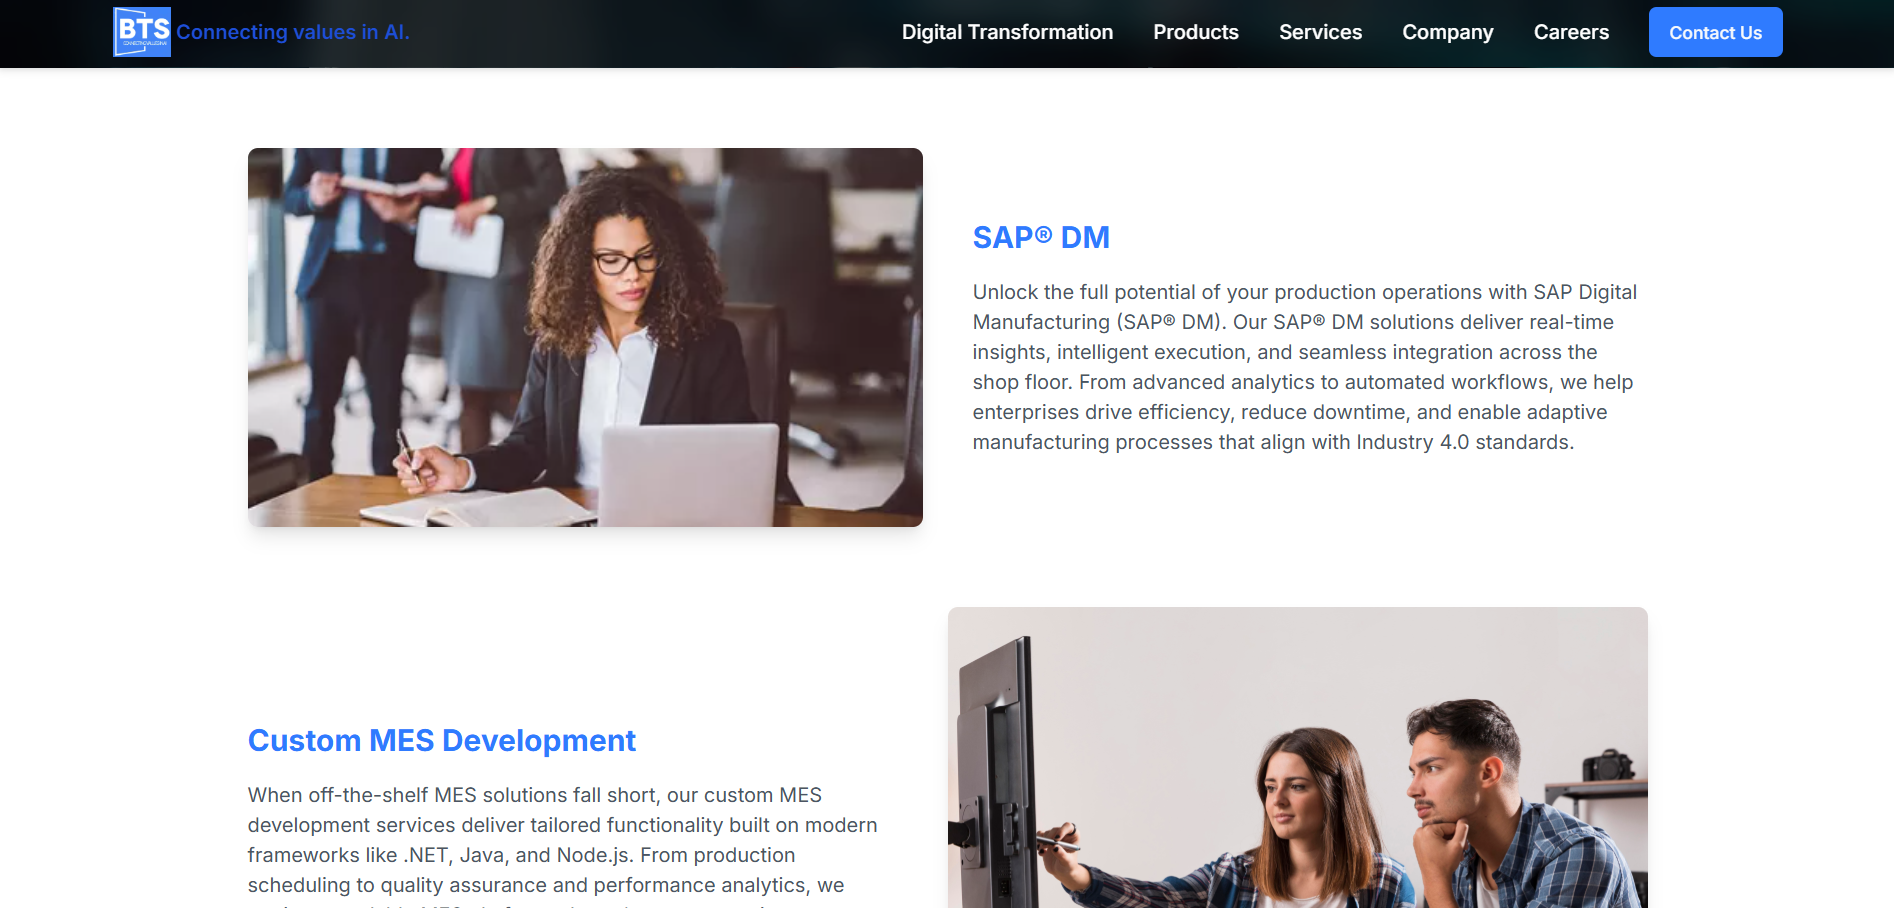 BTS Connecting values in AI.
Digital Transformation Products Services Company Careers Contact Us
SAP® DM
Unlock the full potential of your production operations with SAP Digital
Manufacturing (SAP® DM). Our SAP® DM solutions deliver real-time
insights, intelligent execution, and seamless integration across the
shop floor. From advanced analytics to automated workflows, we help
enterprises drive efficiency, reduce downtime, and enable adaptive
manufacturing processes that align with Industry 4.0 standards.
Custom MES Development
When off-the-shelf MES solutions fall short, our custom MES
development services deliver tailored functionality built on modern
frameworks like .NET, Java, and Node.js. From production
scheduling to quality assurance and performance analytics, we